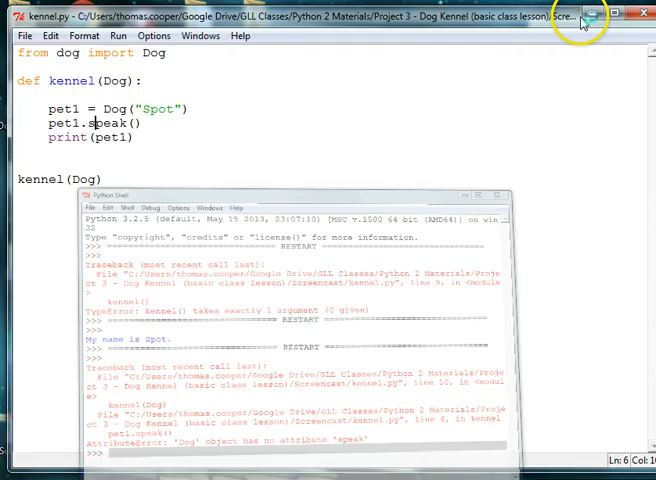 kennel.py - C:/Users/thomas.cooper/Google Drive/GLL Classes/Python 2 Materials/Project 3 - Dog Kennel (basic class lesson)/Scre...
File Edit Format Run Options Windows Help
from dog import Dog
def kennel(Dog):
pet1 = Dog("Spot")
pet1.speak()
print(pet1)
kennel(Dog)
Python Shell
File Edit Shell Debug Options Windows Help
Python 3.2.5 (default, May 15 2013, 23:07:10) [MSC v.1500 64 bit (AMD64)] on win
32
Type "copyright", "credits" or "license()" for more information.
>>> ================================ RESTART ================================
>>>
Traceback (most recent call last):
File "C:/Users/thomas.cooper/Google Drive/GLL Classes/Python 2 Materials/Proje
ct 3 - Dog Kennel (basic class lesson)/Screencast/kennel.py", line 9, in <module
>
kennel()
TypeError: kennel() takes exactly 1 argument (0 given)
>>> ================================ RESTART ================================
>>>
My name is Spot.
>>> ================================ RESTART ================================
>>>
Traceback (most recent call last):
File "C:/Users/thomas.cooper/Google Drive/GLL Classes/Python 2 Materials/Proje
ct 3 - Dog Kennel (basic class lesson)/Screencast/kennel.py", line 10, in <modul
e>
kennel(Dog)
File "C:/Users/thomas.cooper/Google Drive/GLL Classes/Python 2 Materials/Proje
ct 3 - Dog Kennel (basic class lesson)/Screencast/kennel.py", line 6, in kennel
pet1.speak()
AttributeError: 'Dog' object has no attribute 'speak'
>>>
Ln: 6 Col: 1